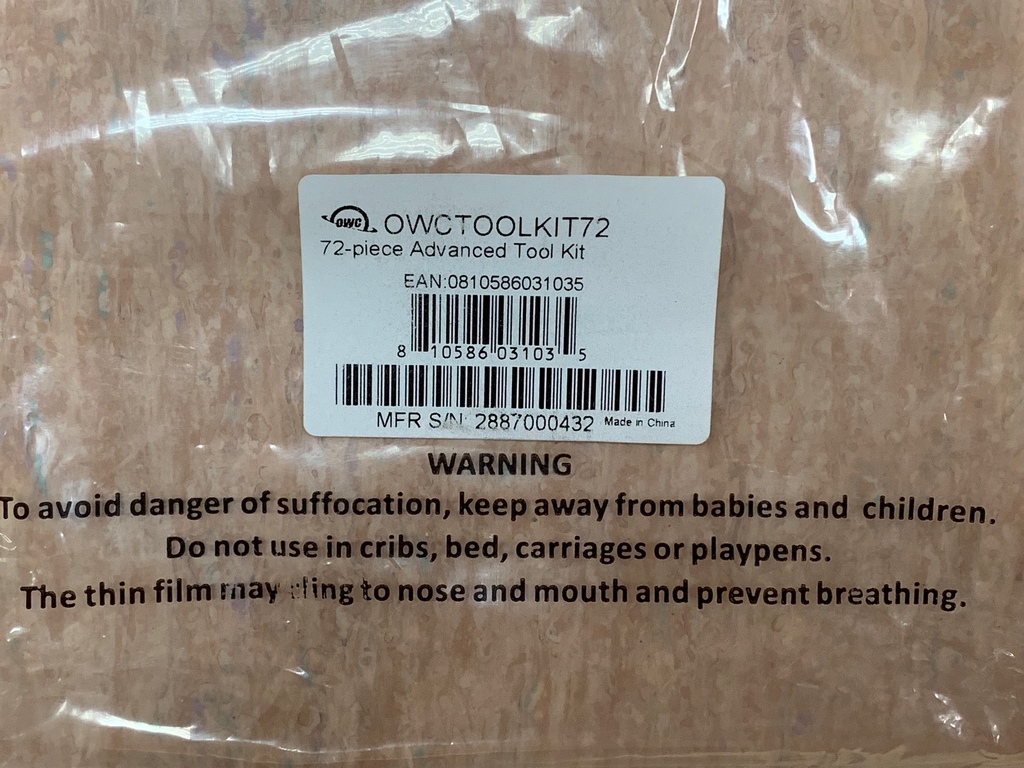 OWC OWCTOOLKIT72
72-piece Advanced Tool Kit
EAN:0810586031035
8 10586 03103 5
MFR S/N: 2887000432 Made in China
WARNING
To avoid danger of suffocation, keep away from babies and children.
Do not use in cribs, bed, carriages or playpens.
The thin film may cling to nose and mouth and prevent breathing.